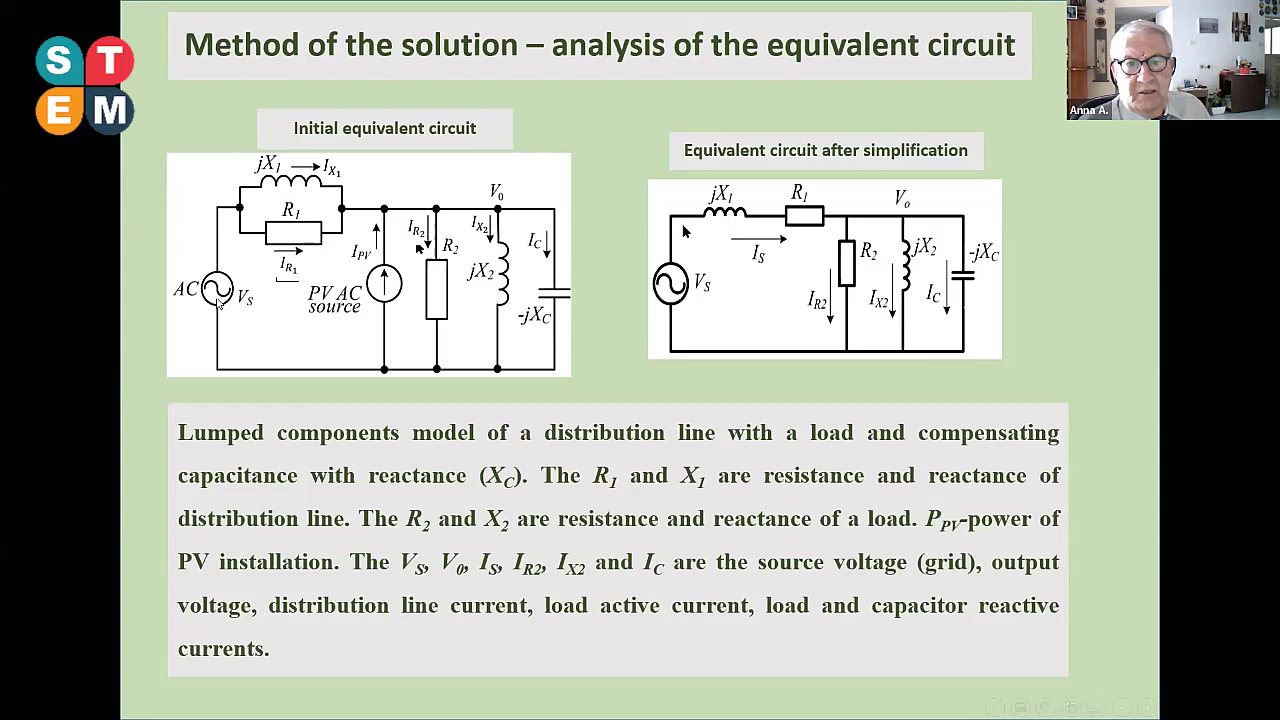 Method of the solution – analysis of the equivalent circuit
S T
E M
Anna A.
Initial equivalent circuit
Equivalent circuit after simplification
jX1
IX1
R1
IR1
AC
VS
IPV
PV AC
source
IR2
R2
V0
IX2
jX2
IC
-jXC
jX1
R1
Vo
IS
VS
R2
IR2
jX2
IX2
IC
-jXC
Lumped components model of a distribution line with a load and compensating
capacitance with reactance (XC). The R1 and X1 are resistance and reactance of
distribution line. The R2 and X2 are resistance and reactance of a load. PPV-power of
PV installation. The VS, V0, IS, IR2, IX2 and IC are the source voltage (grid), output
voltage, distribution line current, load active current, load and capacitor reactive
currents.